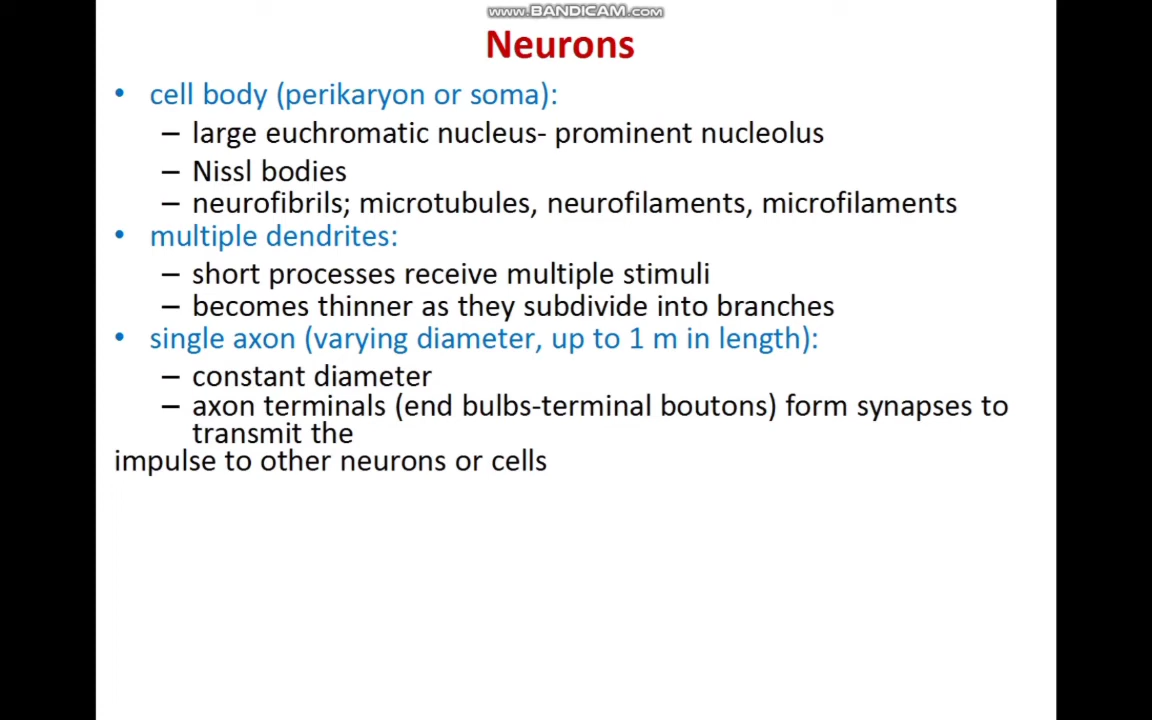 www.BANDICAM.com
Neurons
• cell body (perikaryon or soma):
– large euchromatic nucleus- prominent nucleolus
– Nissl bodies
– neurofibrils; microtubules, neurofilaments, microfilaments
• multiple dendrites:
– short processes receive multiple stimuli
– becomes thinner as they subdivide into branches
• single axon (varying diameter, up to 1 m in length):
– constant diameter
– axon terminals (end bulbs-terminal boutons) form synapses to
transmit the
impulse to other neurons or cells